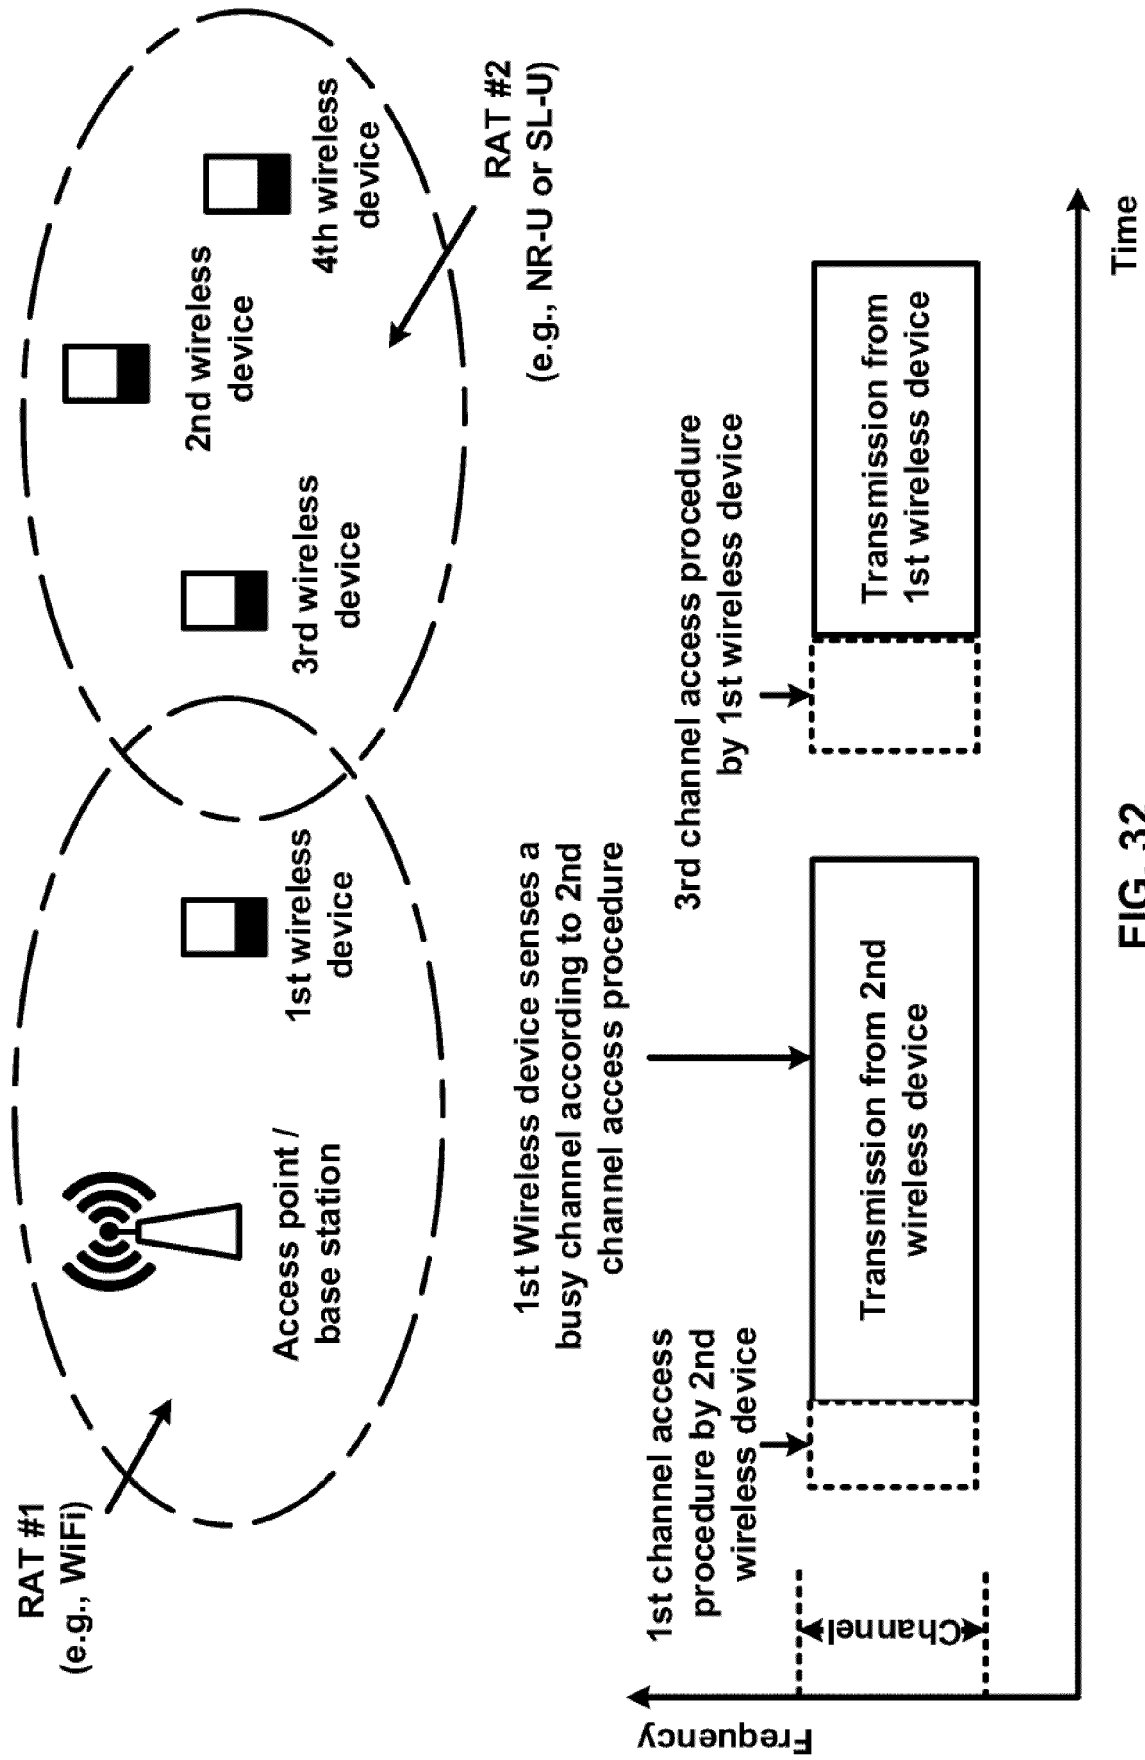 RAT #1
(e.g., WiFi)
Access point /
base station
1st wireless
device
3rd wireless
device
2nd wireless
device
4th wireless
device
RAT #2
(e.g., NR-U or SL-U)
1st Wireless device senses a
busy channel according to 2nd
channel access procedure
1st channel access
procedure by 2nd
wireless device
3rd channel access procedure
by 1st wireless device
Frequency
Channel
Transmission from 2nd
wireless device
Transmission from
1st wireless device
Time
FIG. 32